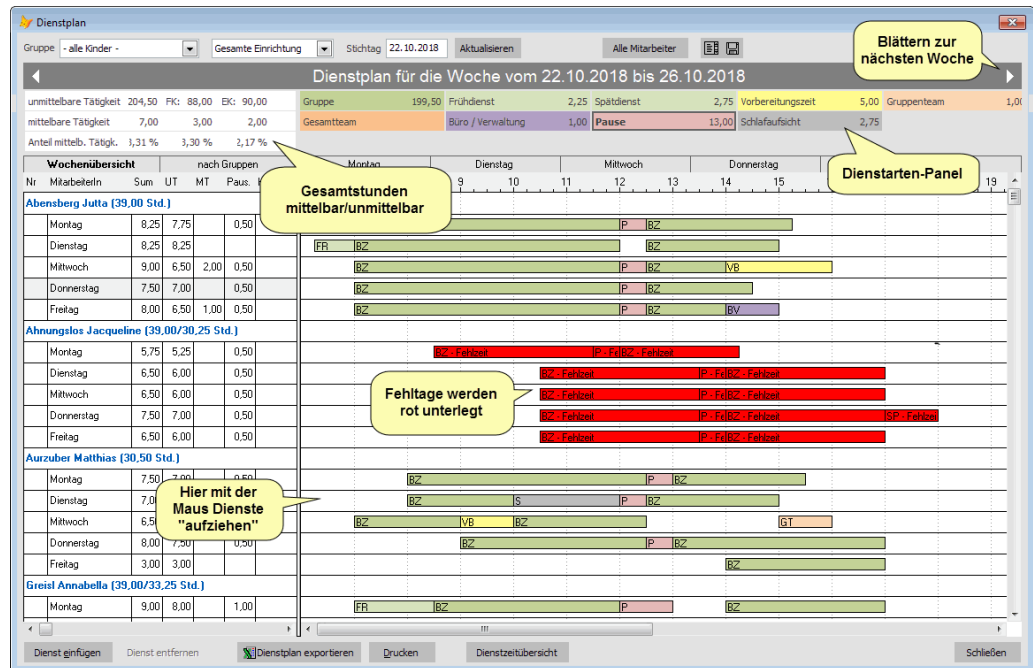 Dienstplan
Gruppe - alle Kinder - Gesamte Einrichtung Stichtag 22.10.2018 Aktualisieren Alle Mitarbeiter
Blättern zur
nächsten Woche
Dienstplan für die Woche vom 22.10.2018 bis 26.10.2018
unmittelbare Tätigkeit 204,50 FK: 88,00 EK: 90,00 Gruppe 199,50 Frühdienst 2,25 Spätdienst 2,75 Vorbereitungszeit 5,00 Gruppenteam
mittelbare Tätigkeit 7,00 3,00 2,00 Gesamtteam Büro / Verwaltung 1,00 Pause 13,00 Schlafaufsicht 2,75
Anteil mittelb. Tätigk. 3,31 % 3,30 % 2,17 %
Dienstarten-Panel
Wochenübersicht nach Gruppen Montag Dienstag Mittwoch Donnerstag
Nr MitarbeiterIn Sum UT MT Paus. 9 10 11 12 13 14 15 19
Gesamtstunden
mittelbar/unmittelbar
Abensberg Jutta (39,00 Std.)
Montag 8,25 7,75 0,50 P BZ
Dienstag 8,25 8,25 FR BZ BZ
Mittwoch 9,00 6,50 2,00 0,50 BZ P BZ VB
Donnerstag 7,50 7,00 0,50 BZ P BZ
Freitag 8,00 6,50 1,00 0,50 BZ P BZ BV
Ahnungslos Jacqueline (39,00/30,25 Std.)
Montag 5,75 5,25 0,50 BZ - Fehlzeit P - Fe BZ - Fehlzeit
Dienstag 6,50 6,00 0,50 BZ - Fehlzeit P - Fe BZ - Fehlzeit
Mittwoch 6,50 6,00 0,50 BZ - Fehlzeit P - Fe BZ - Fehlzeit
Donnerstag 7,50 7,00 0,50 BZ - Fehlzeit P - Fe BZ - Fehlzeit SP - Fehlzei
Freitag 6,50 6,00 0,50 BZ - Fehlzeit P - Fe BZ - Fehlzeit
Fehltage werden
rot unterlegt
Aurzuber Matthias (30,50 Std.)
Montag 7,50 7,00 0,50 BZ P BZ
Dienstag BZ S P BZ
Mittwoch BZ VB BZ GT
Donnerstag 8,00 7,50 0,50 BZ P BZ
Freitag 3,00 3,00 BZ
Hier mit der
Maus Dienste
"aufziehen"
Greisl Annabella (39,00/33,25 Std.)
Montag 9,00 8,00 1,00 FR BZ P BZ
Dienst einfügen Dienst entfernen Dienstplan exportieren Drucken Dienstzeitübersicht Schließen